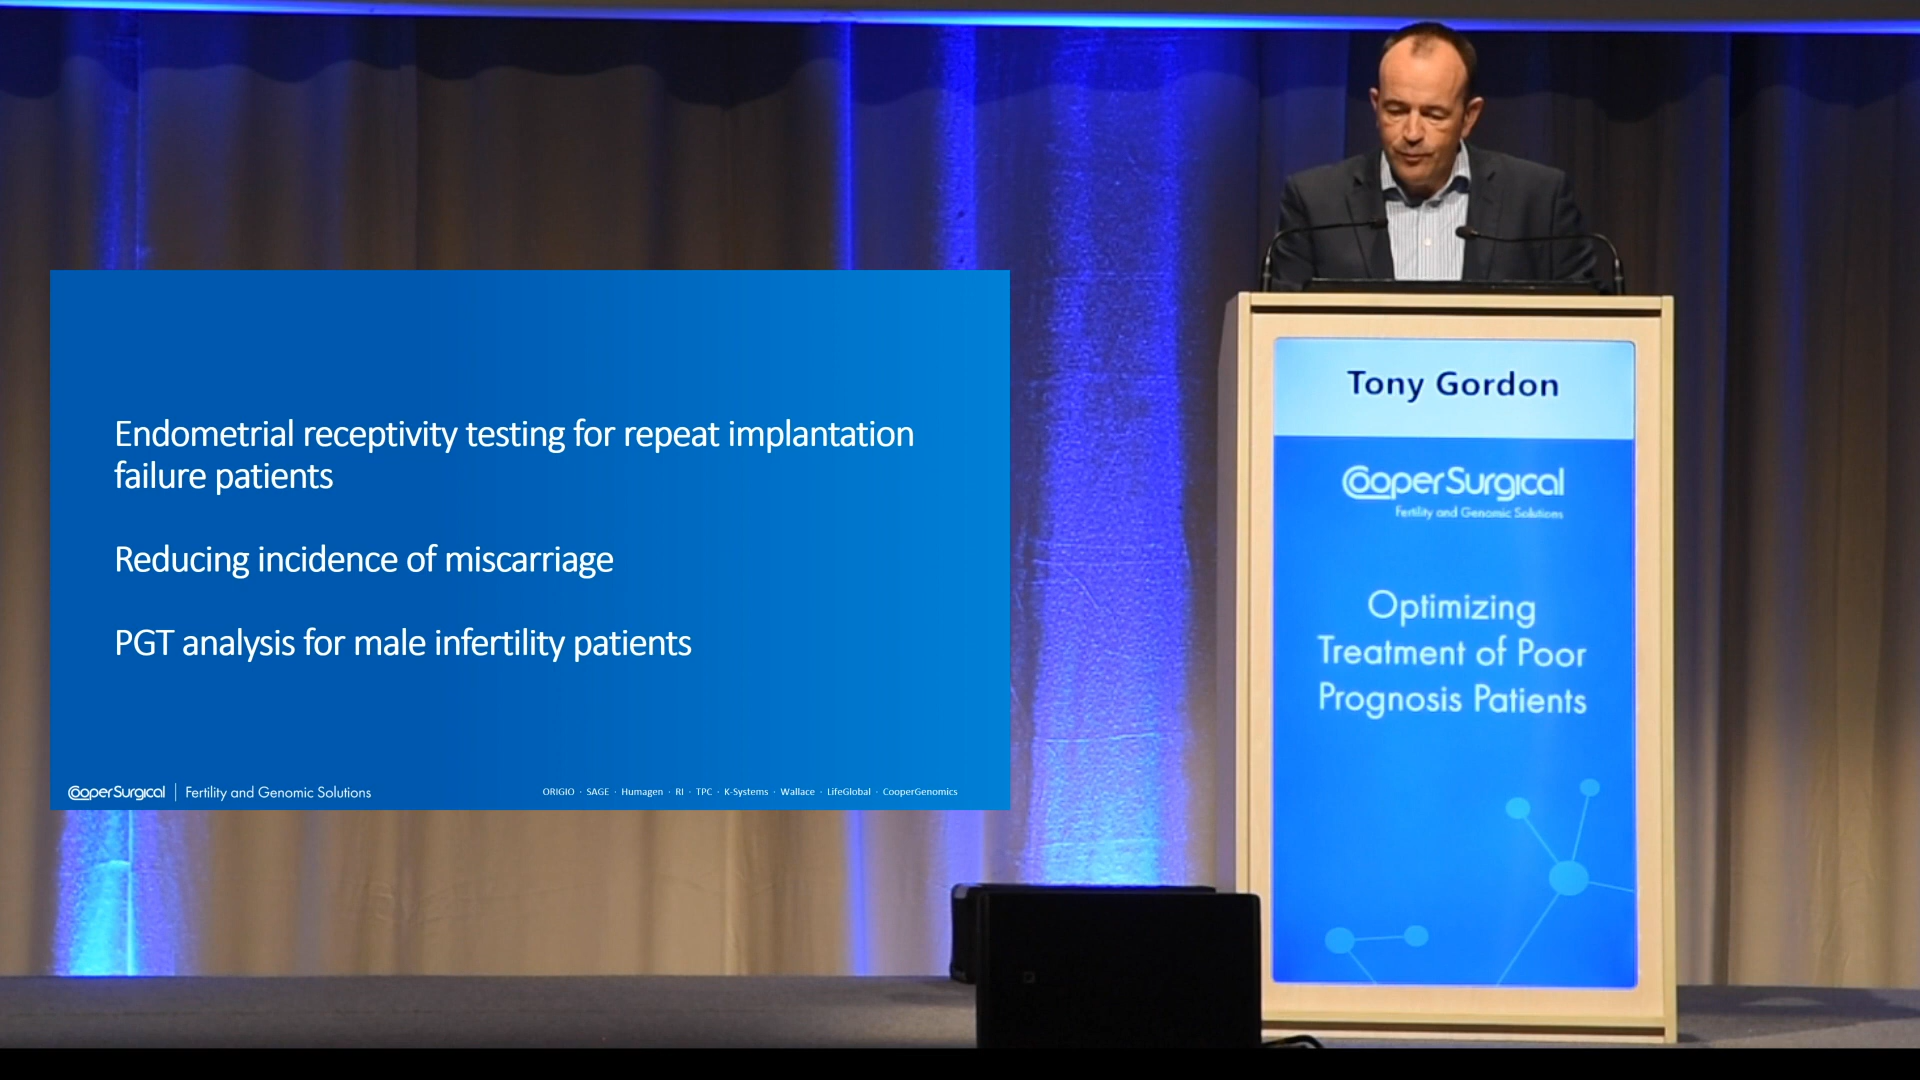 Endometrial receptivity testing for repeat implantation
failure patients
Reducing incidence of miscarriage
PGT analysis for male infertility patients
CooperSurgical | Fertility and Genomic Solutions
ORIGIO · SAGE · Humagen · RI · TPC · K-Systems · Wallace · LifeGlobal · CooperGenomics
Tony Gordon
CooperSurgical
Fertility and Genomic Solutions
Optimizing
Treatment of Poor
Prognosis Patients